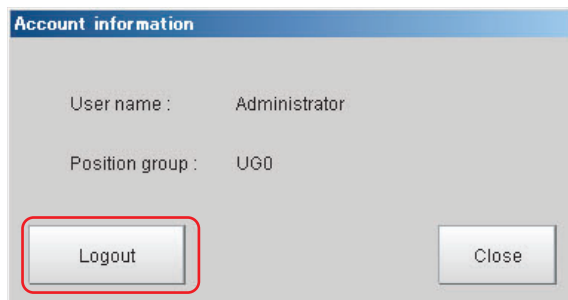 Account information
User name : Administrator
Position group : UG0
Logout Close